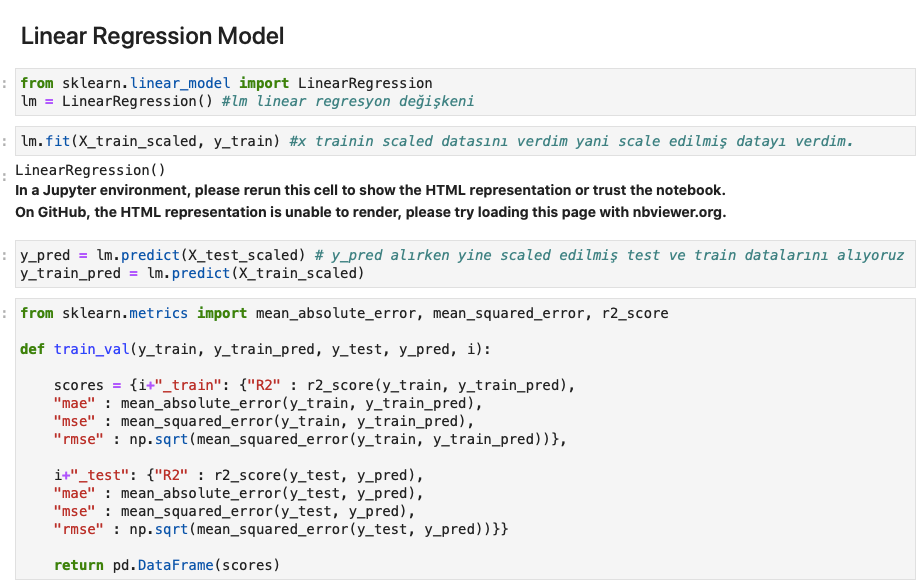 Linear Regression Model
: from sklearn.linear_model import LinearRegression
lm = LinearRegression() #lm linear regresyon değişkeni
: lm.fit(X_train_scaled, y_train) #x trainin scaled datasını verdim yani scale edilmiş datayı verdim.
: LinearRegression()
In a Jupyter environment, please rerun this cell to show the HTML representation or trust the notebook.
On GitHub, the HTML representation is unable to render, please try loading this page with nbviewer.org.
: y_pred = lm.predict(X_test_scaled) # y_pred alırken yine scaled edilmiş test ve train datalarını alıyoruz
y_train_pred = lm.predict(X_train_scaled)
: from sklearn.metrics import mean_absolute_error, mean_squared_error, r2_score
def train_val(y_train, y_train_pred, y_test, y_pred, i):
scores = {i+"_train": {"R2" : r2_score(y_train, y_train_pred),
"mae" : mean_absolute_error(y_train, y_train_pred),
"mse" : mean_squared_error(y_train, y_train_pred),
"rmse" : np.sqrt(mean_squared_error(y_train, y_train_pred))},
i+"_test": {"R2" : r2_score(y_test, y_pred),
"mae" : mean_absolute_error(y_test, y_pred),
"mse" : mean_squared_error(y_test, y_pred),
"rmse" : np.sqrt(mean_squared_error(y_test, y_pred))}}
return pd.DataFrame(scores)